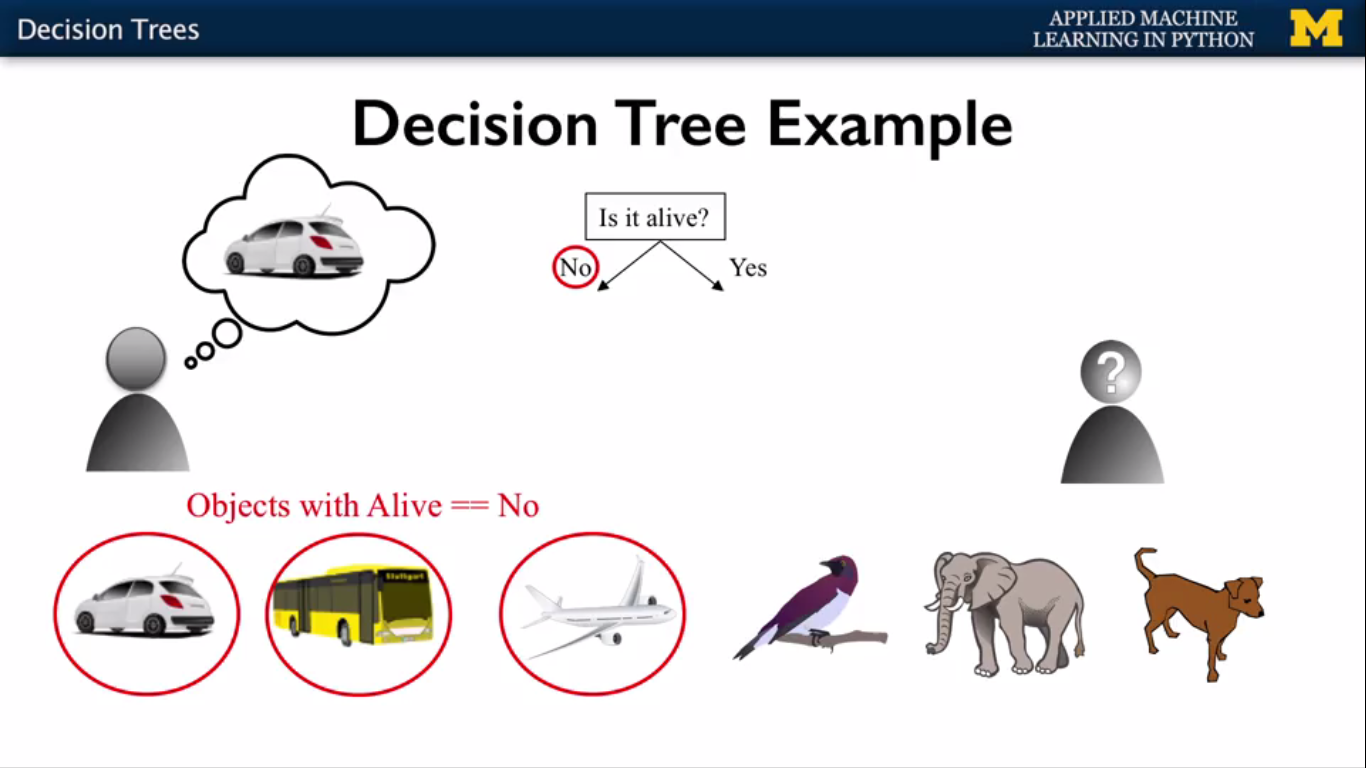 Decision Trees
APPLIED MACHINE
LEARNING IN PYTHON
M
Decision Tree Example
Is it alive?
No
Yes
?
Objects with Alive == No
Stuttgart